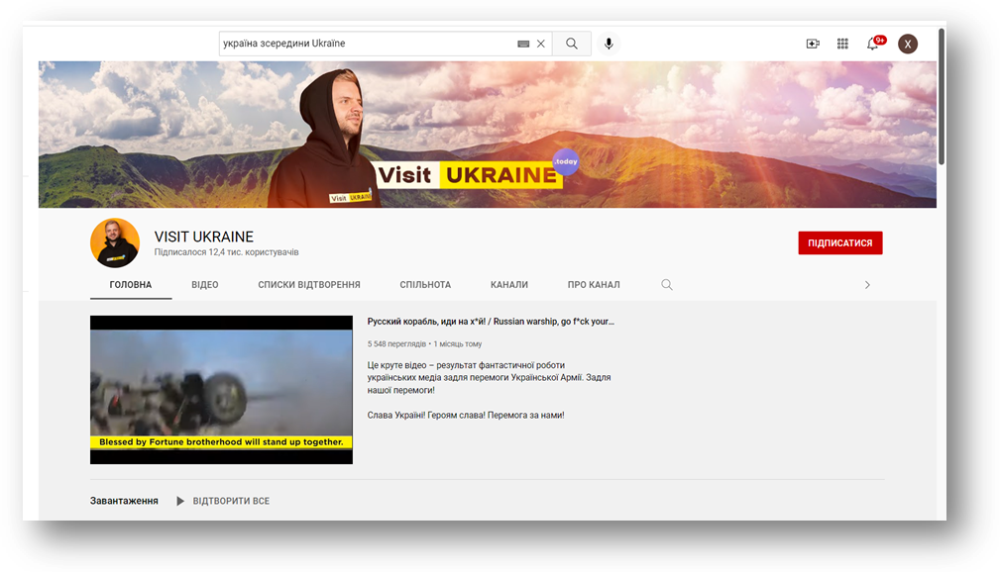 україна зсередини Ukraїne
9+
X
Visit UKRAINE .today
Visit UKRAINE
VISIT UKRAINE
Підписалося 12,4 тис. користувачів
ПІДПИСАТИСЯ
ГОЛОВНА ВІДЕО СПИСКИ ВІДТВОРЕННЯ СПІЛЬНОТА КАНАЛИ ПРО КАНАЛ
Русский корабль, иди на х*й! / Russian warship, go f*ck your...
5 548 переглядів • 1 місяць тому
Це круте відео – результат фантастичної роботи
українських медіа задля перемоги Української Армії. Задля
нашої перемоги!
Слава Україні! Героям слава! Перемога за нами!
Blessed by Fortune brotherhood will stand up together.
Завантаження ВІДТВОРИТИ ВСЕ